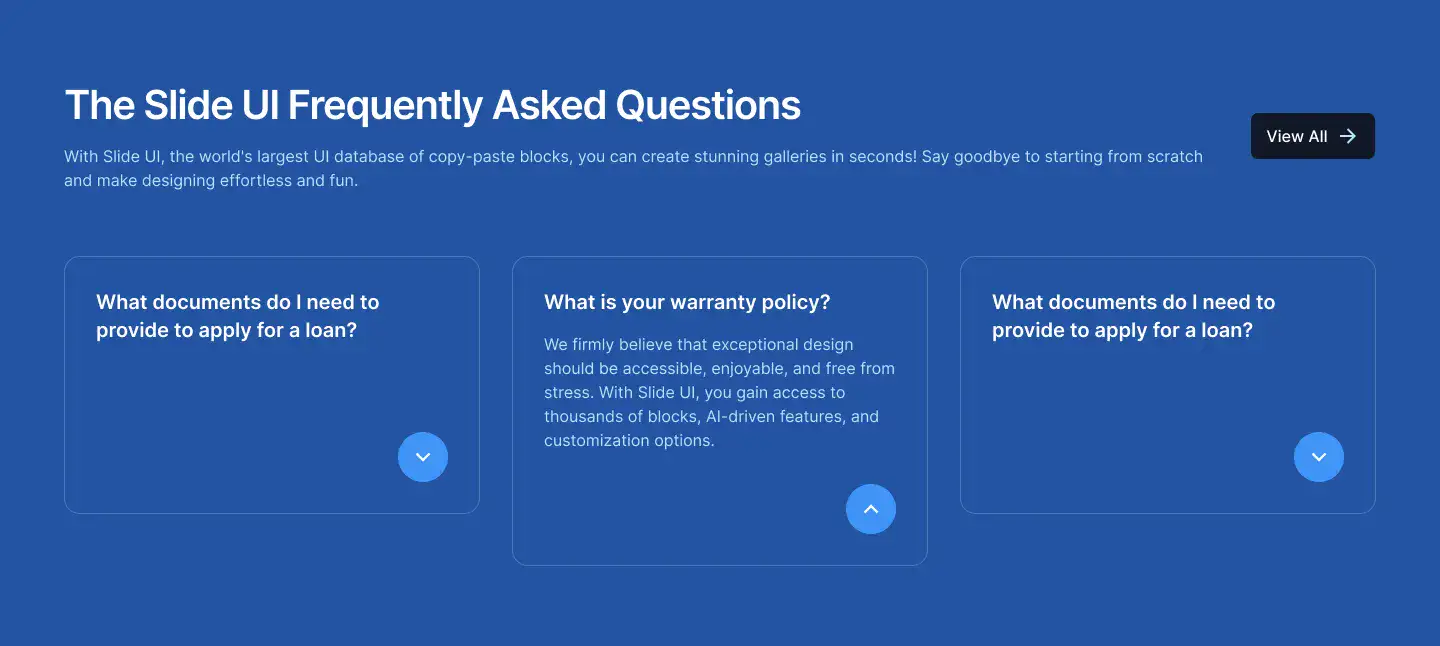 The Slide UI Frequently Asked Questions
With Slide UI, the world's largest UI database of copy-paste blocks, you can create stunning galleries in seconds! Say goodbye to starting from scratch
and make designing effortless and fun.
View All
What documents do I need to
provide to apply for a loan?
What is your warranty policy?
We firmly believe that exceptional design
should be accessible, enjoyable, and free from
stress. With Slide UI, you gain access to
thousands of blocks, AI-driven features, and
customization options.
What documents do I need to
provide to apply for a loan?